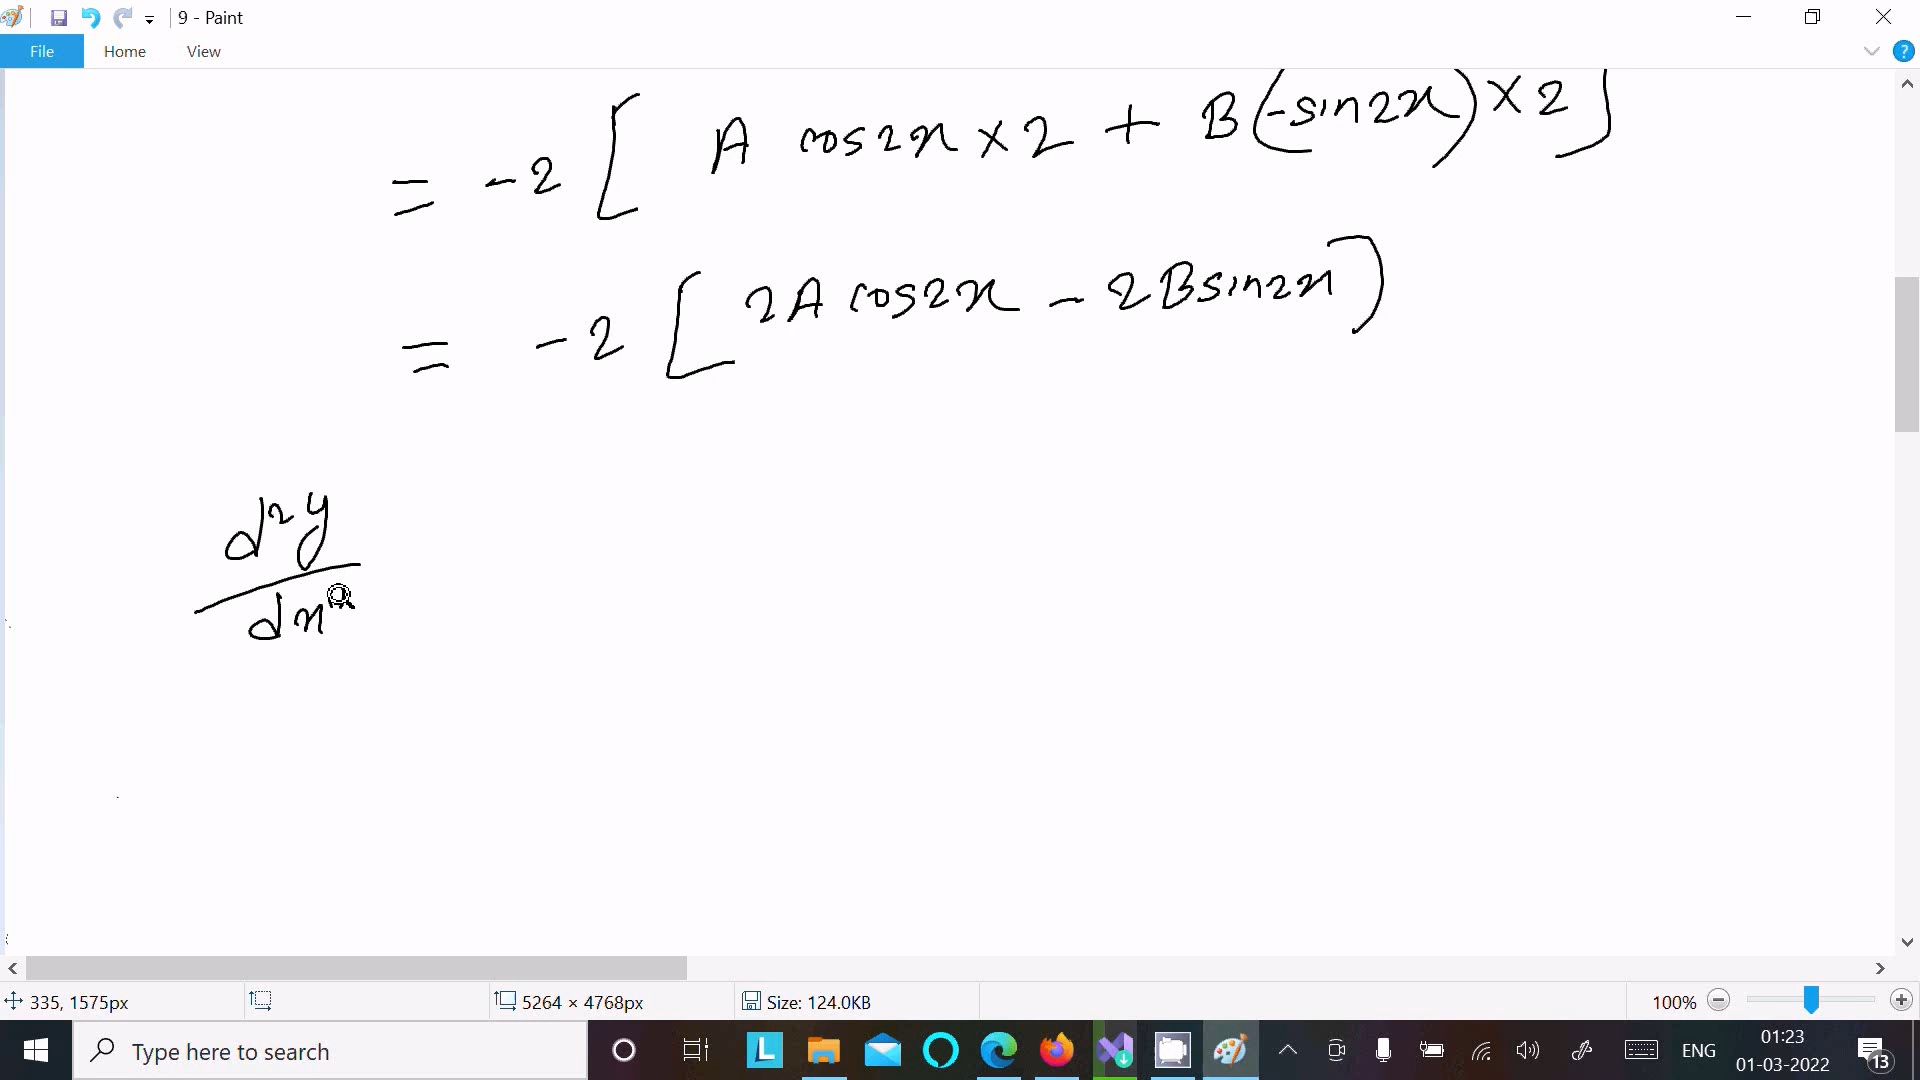 9 - Paint
File Home View
= -2 [ A cos2x × 2 + B(-sin2x) × 2 ]
= -2 [ 2A cos2x - 2B sin2x )
d²y
dx
335, 1575px 5264 × 4768px Size: 124.0KB 100%
Type here to search ENG 01:23
01-03-2022 13